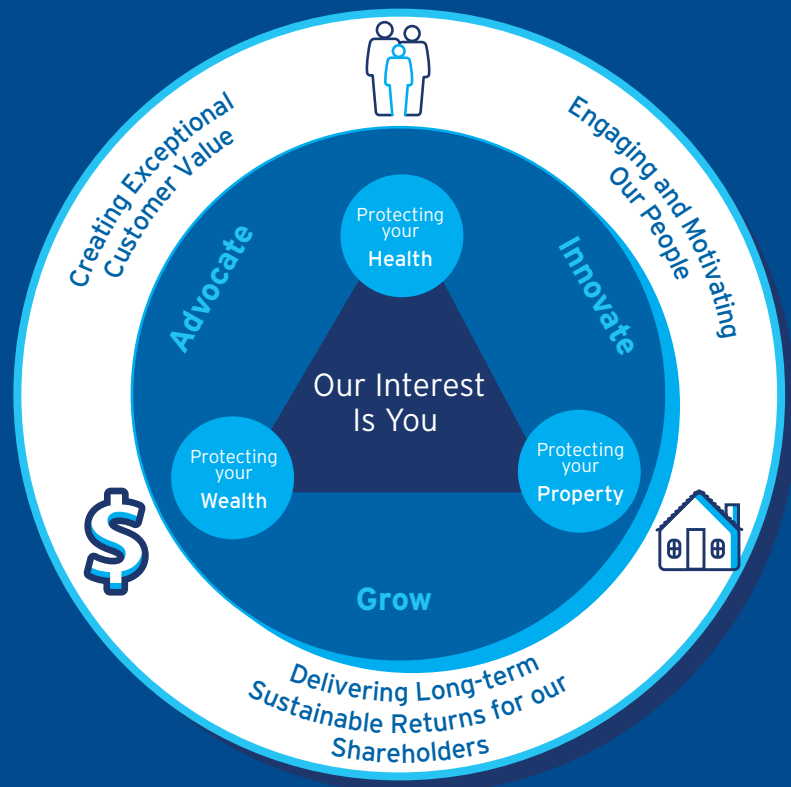 Creating Exceptional
Customer Value
Engaging and Motivating
Our People
Advocate
Innovate
Protecting
your
Health
Our Interest
Is You
Protecting
your
Wealth
Protecting
your
Property
Grow
Delivering Long-term
Sustainable Returns for our
Shareholders